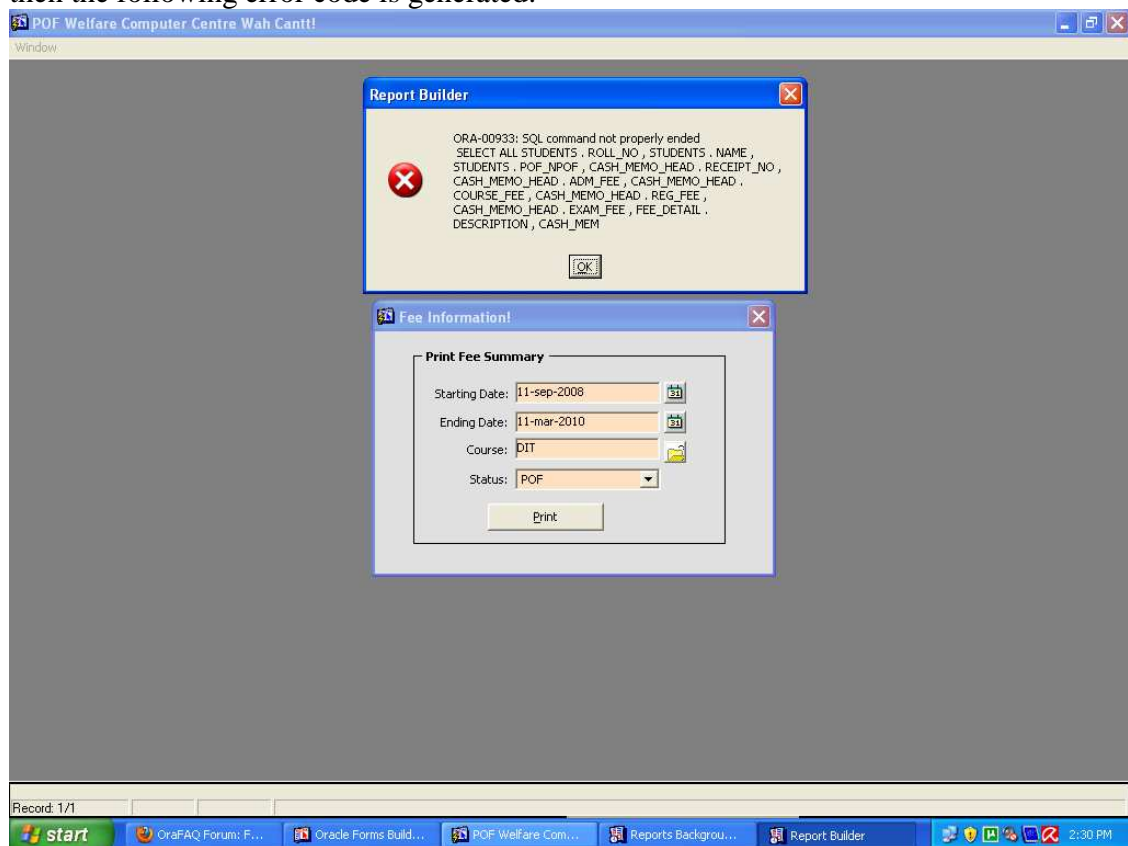 then the following error code is generated.
POF Welfare Computer Centre Wah Cantt!
Window
Report Builder
ORA-00933: SQL command not properly ended
SELECT ALL STUDENTS . ROLL_NO , STUDENTS . NAME ,
STUDENTS . POF_NPOF , CASH_MEMO_HEAD . RECEIPT_NO ,
CASH_MEMO_HEAD . ADM_FEE , CASH_MEMO_HEAD .
COURSE_FEE , CASH_MEMO_HEAD . REG_FEE ,
CASH_MEMO_HEAD . EXAM_FEE , FEE_DETAIL .
DESCRIPTION , CASH_MEM
OK
Fee Information!
Print Fee Summary
Starting Date: 11-sep-2008
Ending Date: 11-mar-2010
Course: DIT
Status: POF
Print
Record: 1/1
start OraFAQ Forum: F... Oracle Forms Build... POF Welfare Com... Reports Backgrou... Report Builder 2:30 PM